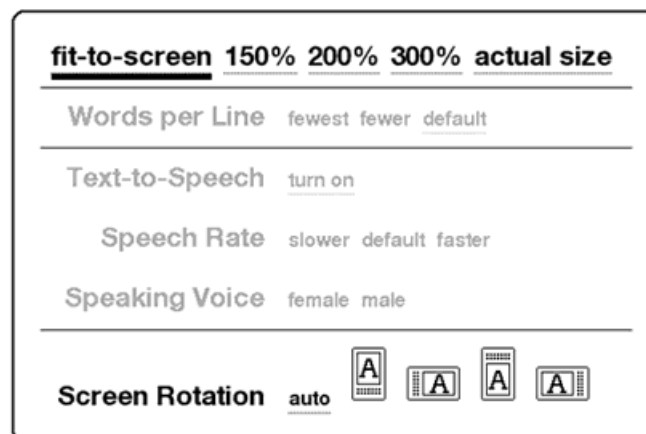 fit-to-screen 150% 200% 300% actual size
Words per Line fewest fewer default
Text-to-Speech turn on
Speech Rate slower default faster
Speaking Voice female male
Screen Rotation auto A A A A